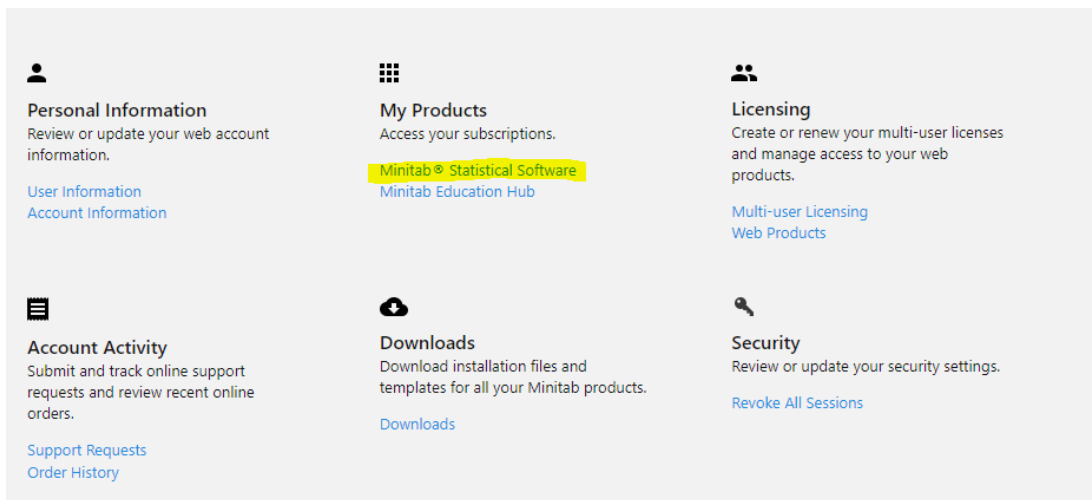 Personal Information
Review or update your web account
information.
User Information
Account Information
My Products
Access your subscriptions.
Minitab® Statistical Software
Minitab Education Hub
Licensing
Create or renew your multi-user licenses
and manage access to your web
products.
Multi-user Licensing
Web Products
Account Activity
Submit and track online support
requests and review recent online
orders.
Support Requests
Order History
Downloads
Download installation files and
templates for all your Minitab products.
Downloads
Security
Review or update your security settings.
Revoke All Sessions